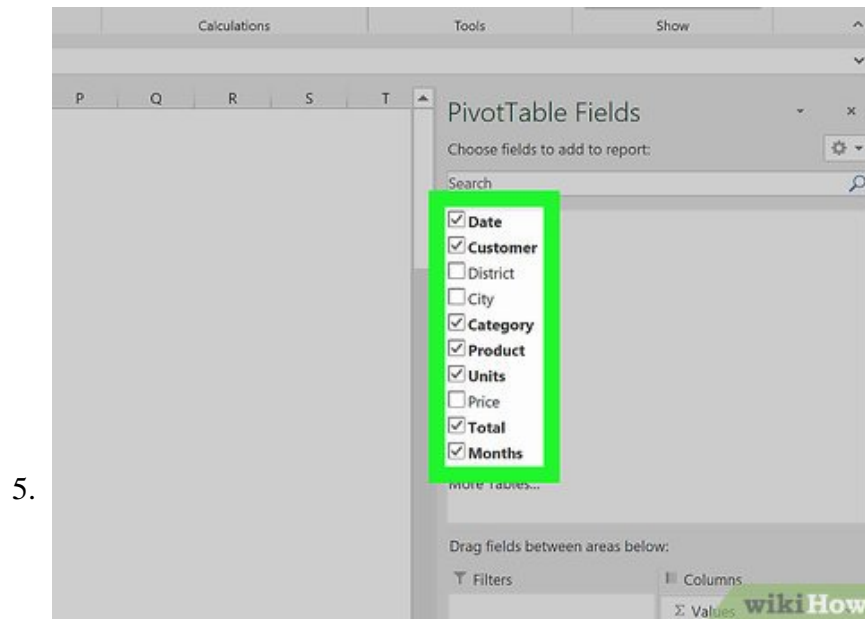 Calculations Tools Show
P Q R S T
PivotTable Fields
Choose fields to add to report:
Search
Date
Customer
District
City
Category
Product
Units
Price
Total
Months
More Tables...
5.
Drag fields between areas below:
Filters Columns
Σ Values
wikiHow